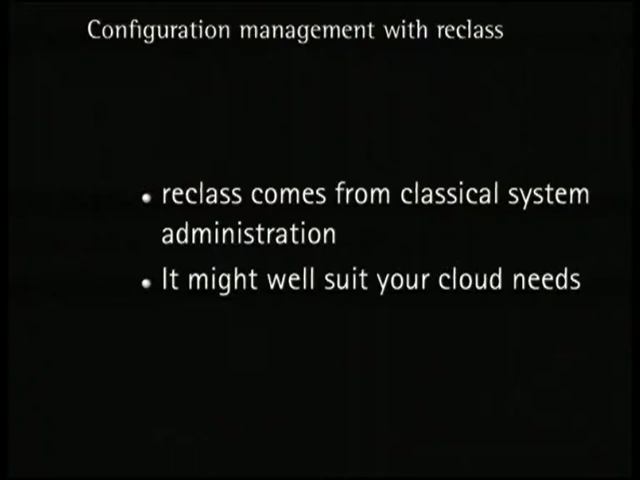 Configuration management with reclass
• reclass comes from classical system
administration
• It might well suit your cloud needs